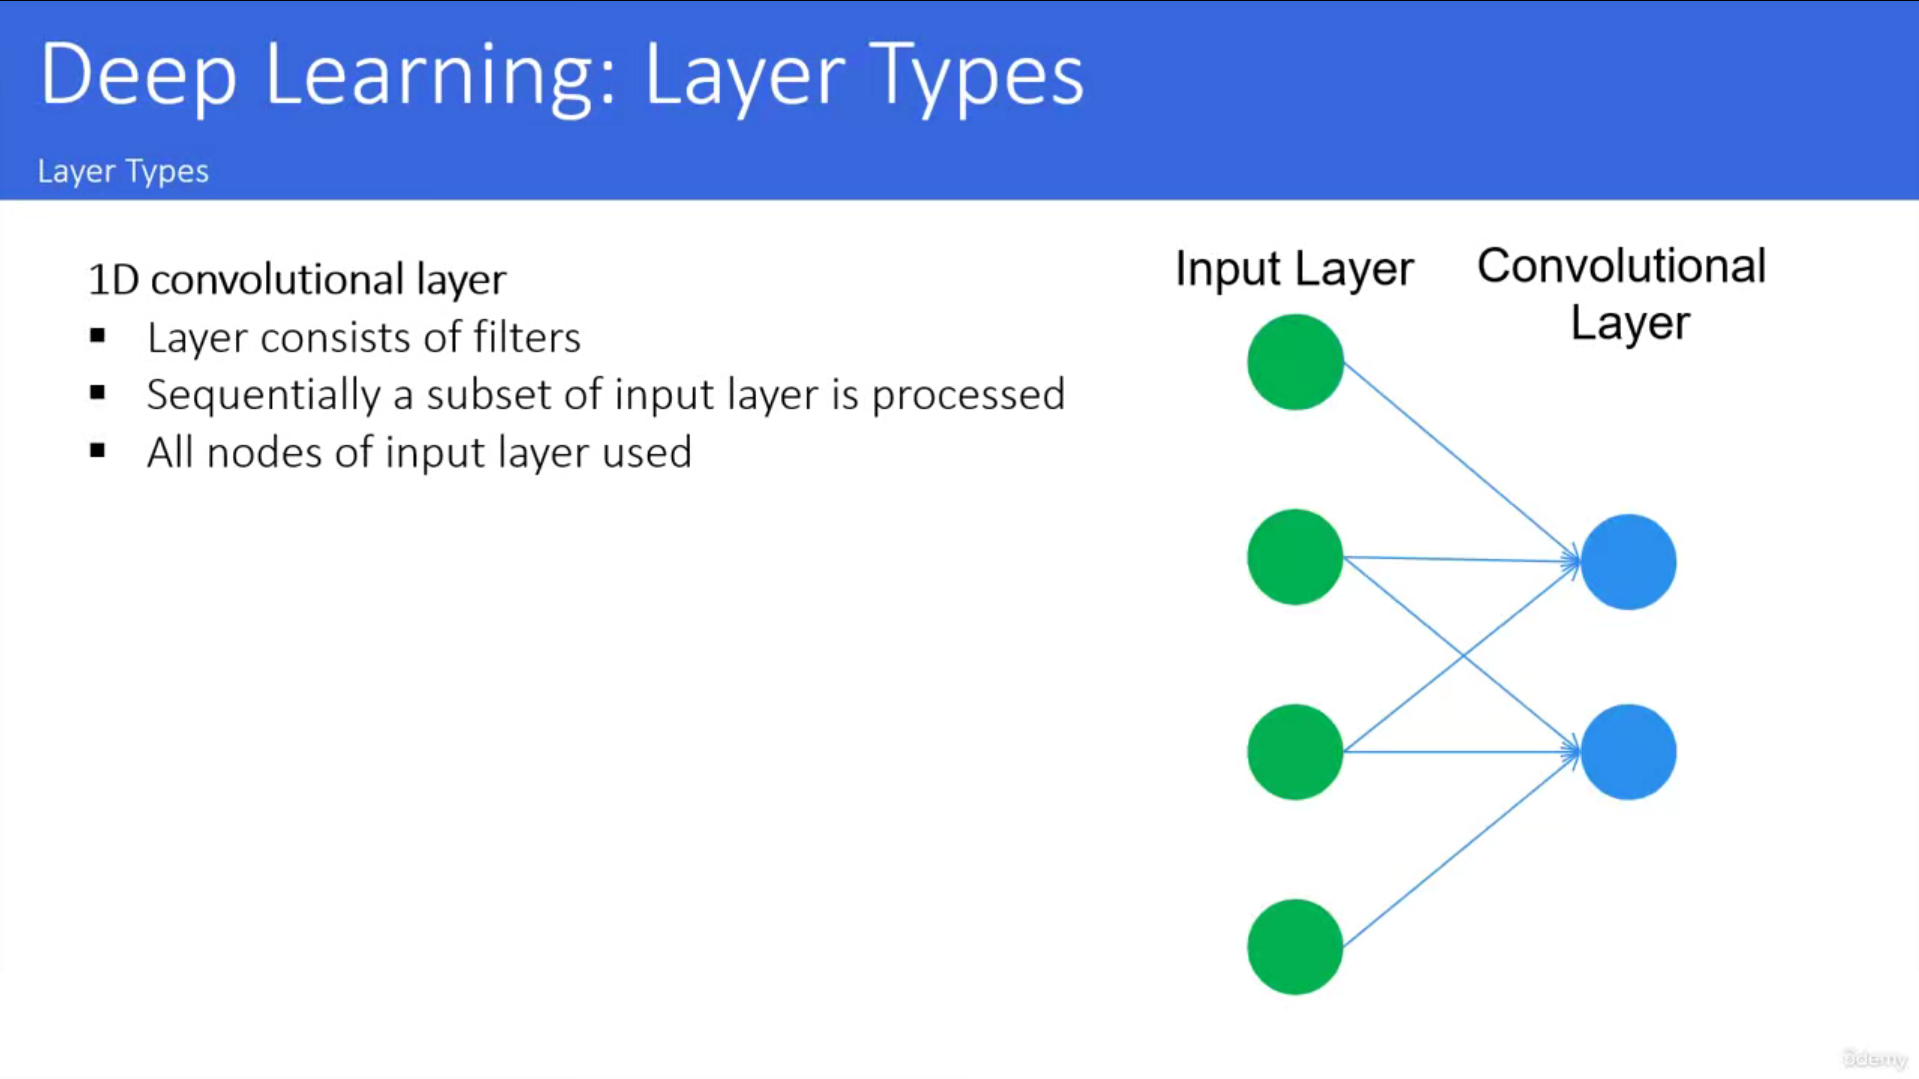 Deep Learning: Layer Types
Layer Types
1D convolutional layer
▪ Layer consists of filters
▪ Sequentially a subset of input layer is processed
▪ All nodes of input layer used
Input Layer
Convolutional
Layer
ûdemy